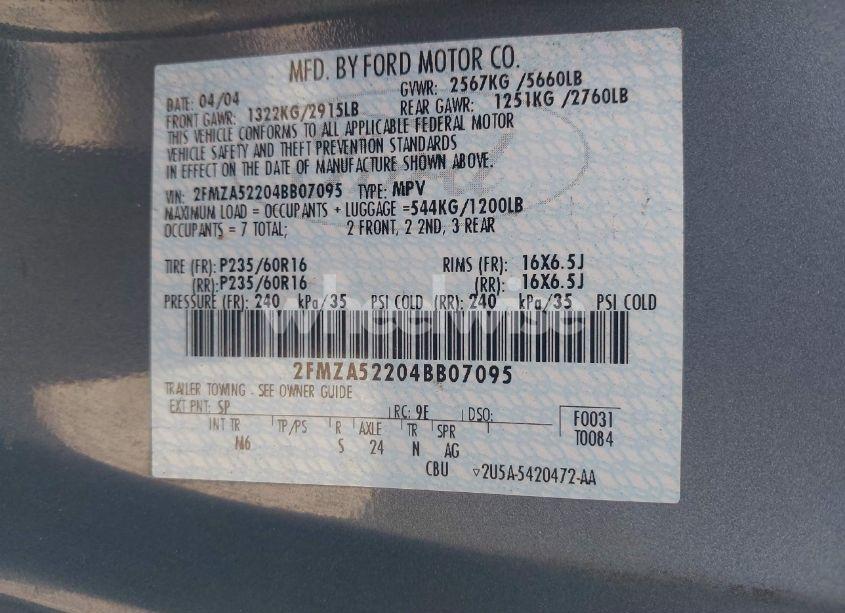 MFD. BY FORD MOTOR CO.
DATE: 04/04 GVWR: 2567KG /5660LB
FRONT GAWR: 1322KG/2915LB REAR GAWR: 1251KG /2760LB
THIS VEHICLE CONFORMS TO ALL APPLICABLE FEDERAL MOTOR
VEHICLE SAFETY AND THEFT PREVENTION STANDARDS
IN EFFECT ON THE DATE OF MANUFACTURE SHOWN ABOVE.
VIN: 2FMZA52204BB07095 TYPE: MPV
MAXIMUM LOAD = OCCUPANTS + LUGGAGE =544KG/1200LB
OCCUPANTS = 7 TOTAL; 2 FRONT, 2 2ND, 3 REAR
TIRE (FR): P235/60R16 RIMS (FR): 16X6.5J
(RR): P235/60R16 (RR): 16X6.5J
PRESSURE (FR): 240 kPa/35 PSI COLD (RR): 240 kPa/35 PSI COLD
wheelwise
2FMZA52204BB07095
TRAILER TOWING - SEE OWNER GUIDE
EXT PNT: SP RC: 9E DSO: F0031
INT TR TP/PS R AXLE TR SPR T0084
M6 S 24 N AG
CBU ▽2U5A-5420472-AA